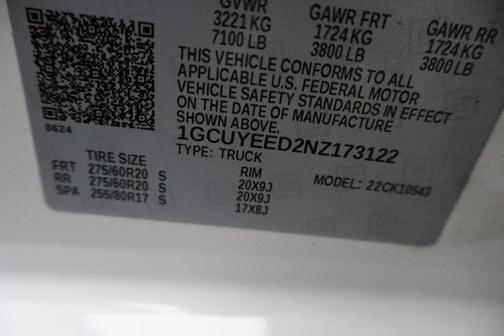 GVWR GAWR FRT GAWR RR
3221 KG 1724 KG 1724 KG
7100 LB 3800 LB 3800 LB
THIS VEHICLE CONFORMS TO ALL
APPLICABLE U.S. FEDERAL MOTOR
VEHICLE SAFETY STANDARDS IN EFFECT
ON THE DATE OF MANUFACTURE
SHOWN ABOVE.
8624
1GCUYEED2NZ173122
TYPE: TRUCK
TIRE SIZE RIM MODEL: 22CK10543
FRT 275/60R20 S 20X9J
RR 275/60R20 S 20X9J
SPA 255/80R17 S 17X8J